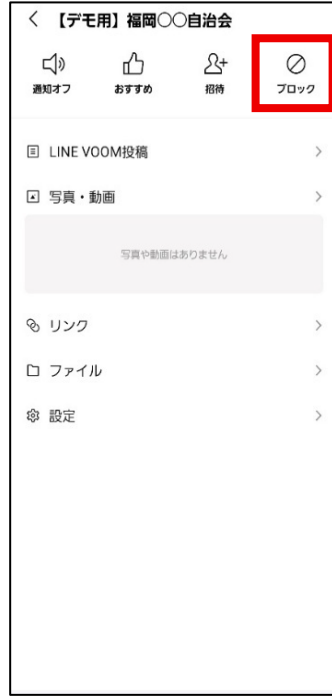 【デモ用】福岡○○自治会
通知オフ おすすめ 招待 ブロック
LINE VOOM投稿
写真・動画
写真や動画はありません
リンク
ファイル
設定